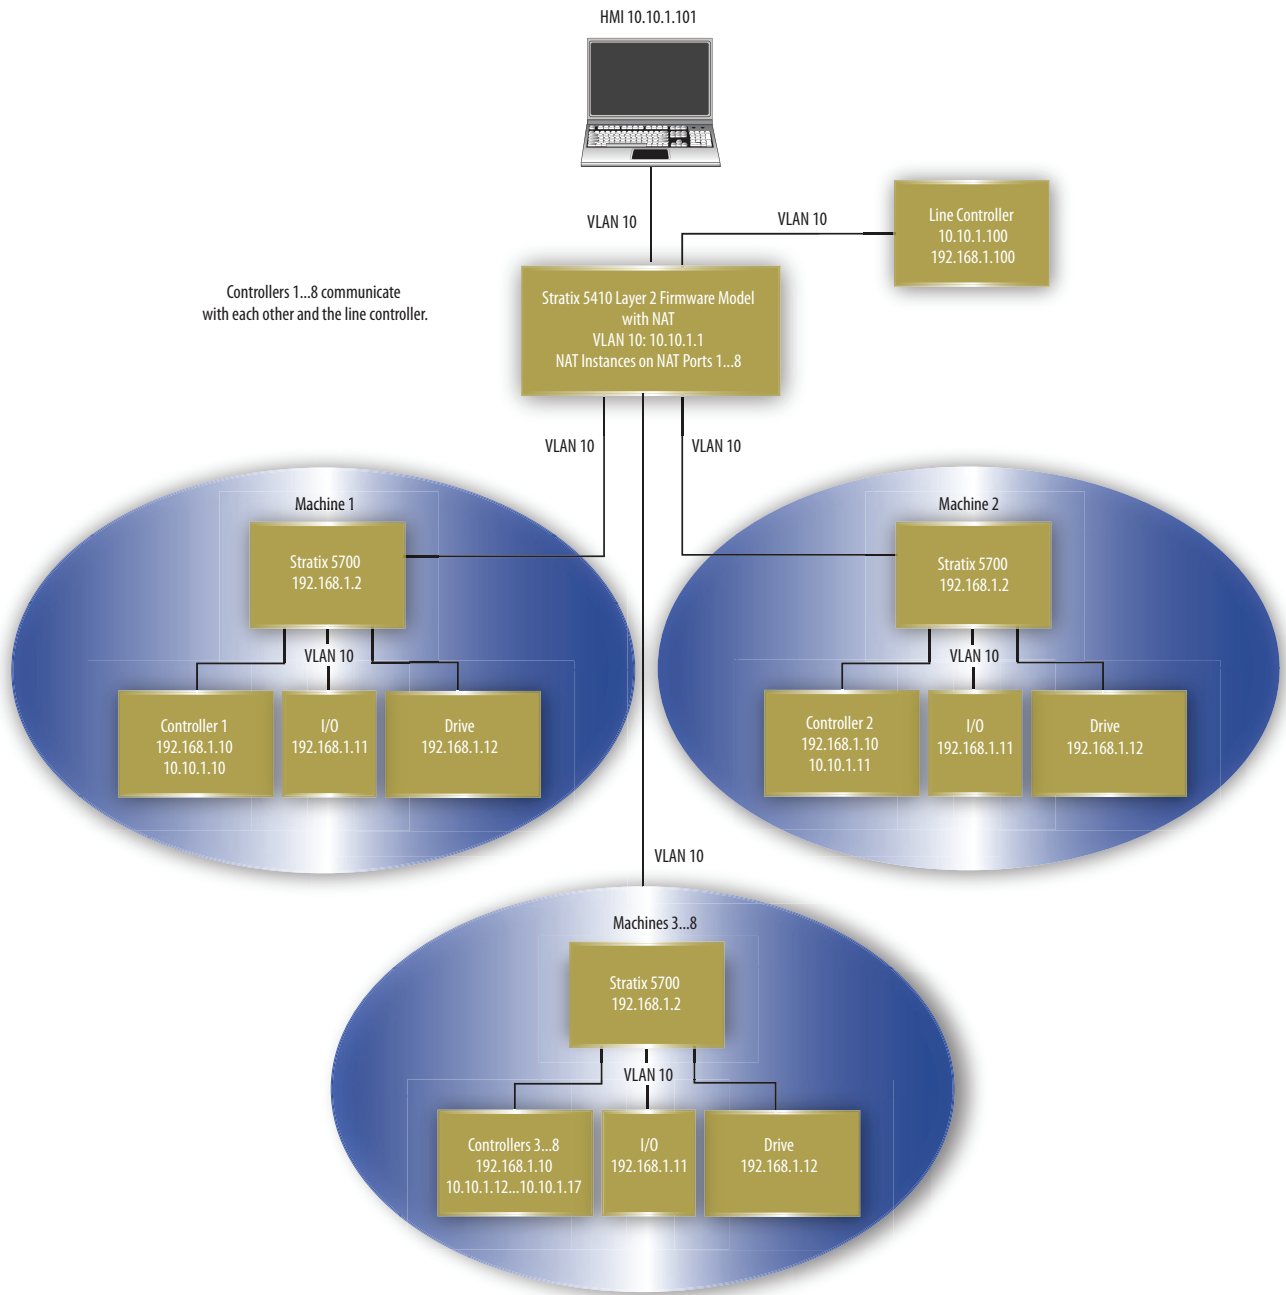 HMI 10.10.1.101
VLAN 10
VLAN 10
Line Controller
10.10.1.100
192.168.1.100
Controllers 1...8 communicate
with each other and the line controller.
Stratix 5410 Layer 2 Firmware Model
with NAT
VLAN 10: 10.10.1.1
NAT Instances on NAT Ports 1...8
VLAN 10
VLAN 10
Machine 1
Stratix 5700
192.168.1.2
VLAN 10
Controller 1
192.168.1.10
10.10.1.10
I/O
192.168.1.11
Drive
192.168.1.12
Machine 2
Stratix 5700
192.168.1.2
VLAN 10
Controller 2
192.168.1.10
10.10.1.11
I/O
192.168.1.11
Drive
192.168.1.12
VLAN 10
Machines 3...8
Stratix 5700
192.168.1.2
VLAN 10
Controllers 3...8
192.168.1.10
10.10.1.12...10.10.1.17
I/O
192.168.1.11
Drive
192.168.1.12